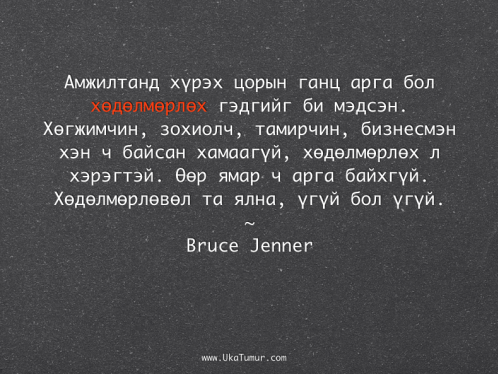 Амжилтанд хүрэх цорын ганц арга бол
хөдөлмөрлөх гэдгийг би мэдсэн.
Хөгжимчин, зохиолч, тамирчин, бизнесмэн
хэн ч байсан хамаагүй, хөдөлмөрлөх л
хэрэгтэй. Өөр ямар ч арга байхгүй.
Хөдөлмөрлөвөл та ялна, үгүй бол үгүй.
~
Bruce Jenner
www.UkaTumur.com